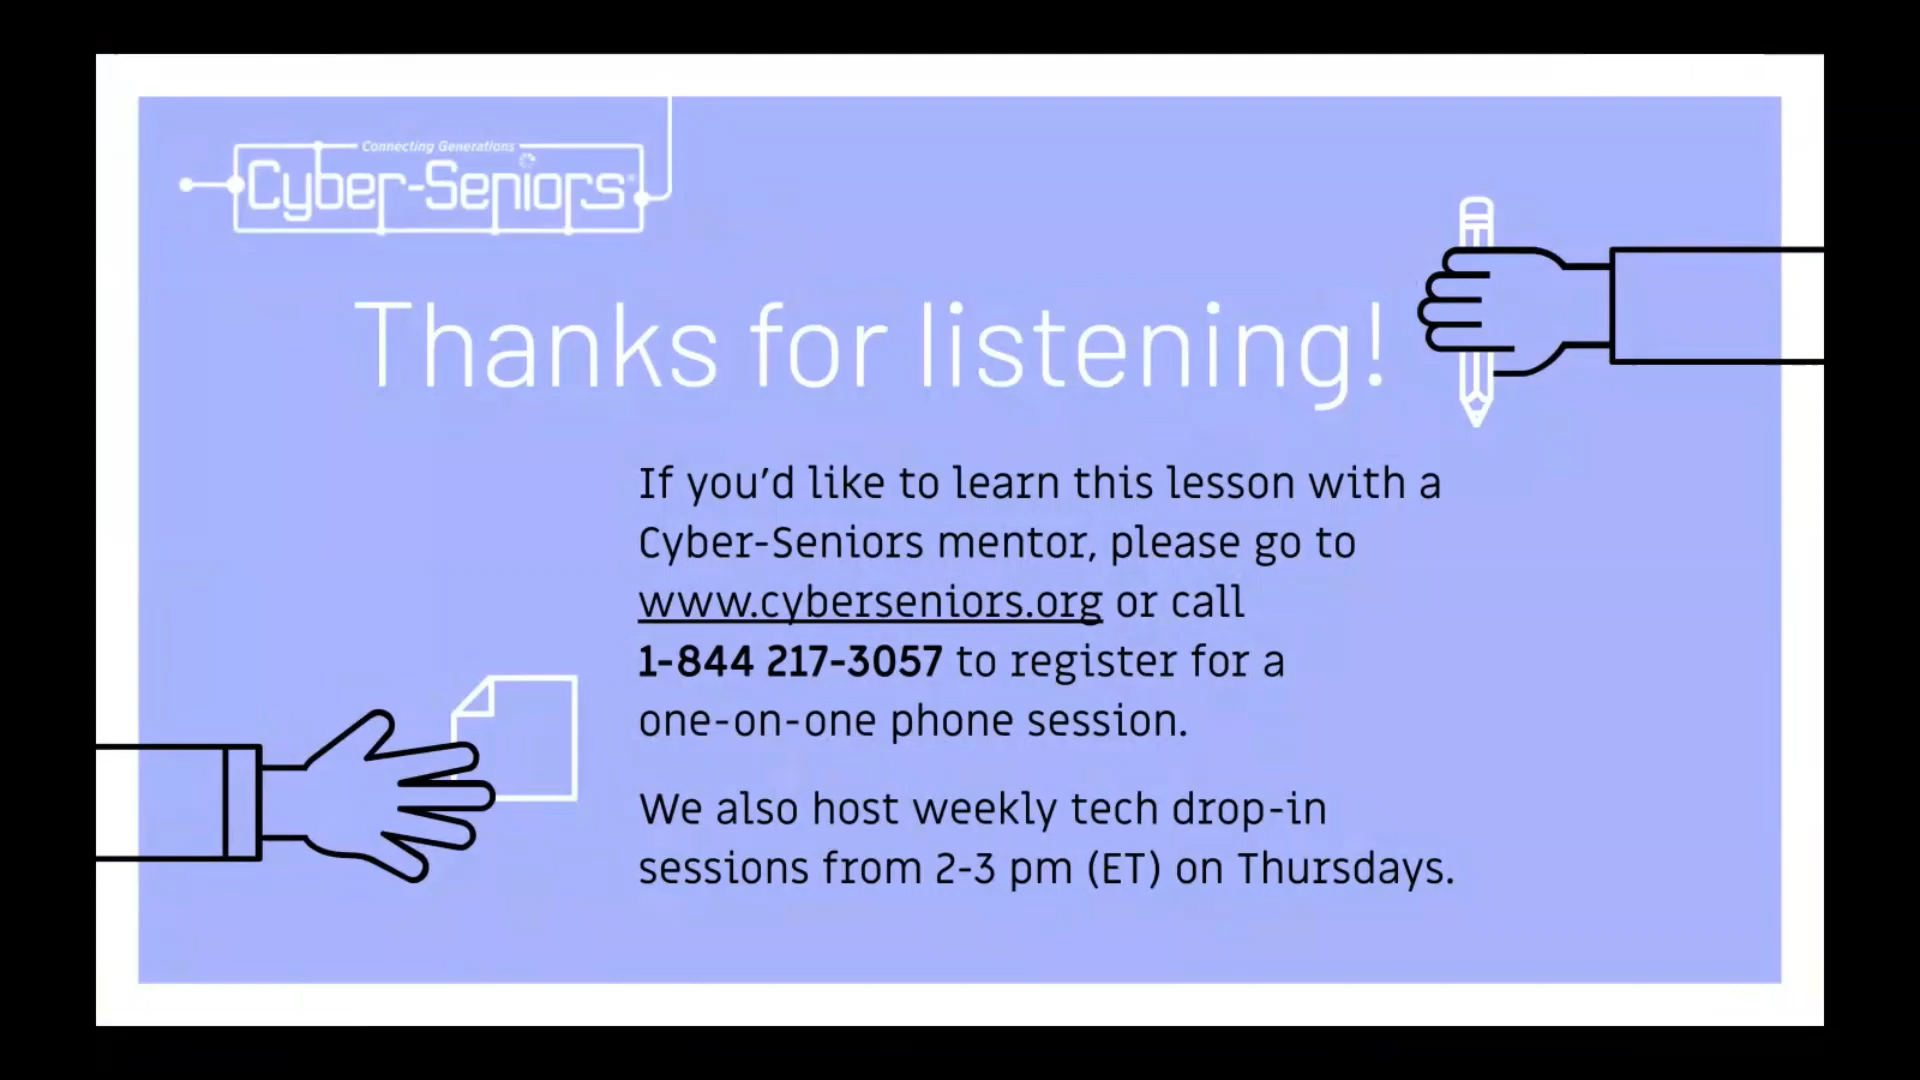 Connecting Generations
Cyber-Seniors®
Thanks for listening!
If you’d like to learn this lesson with a
Cyber-Seniors mentor, please go to
www.cyberseniors.org or call
1-844 217-3057 to register for a
one-on-one phone session.
We also host weekly tech drop-in
sessions from 2-3 pm (ET) on Thursdays.